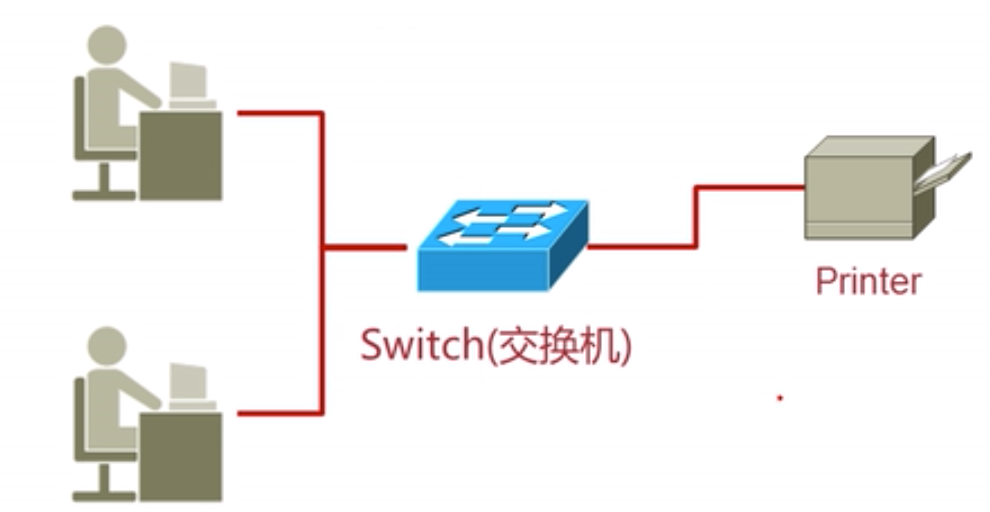 Printer
Switch(交换机)